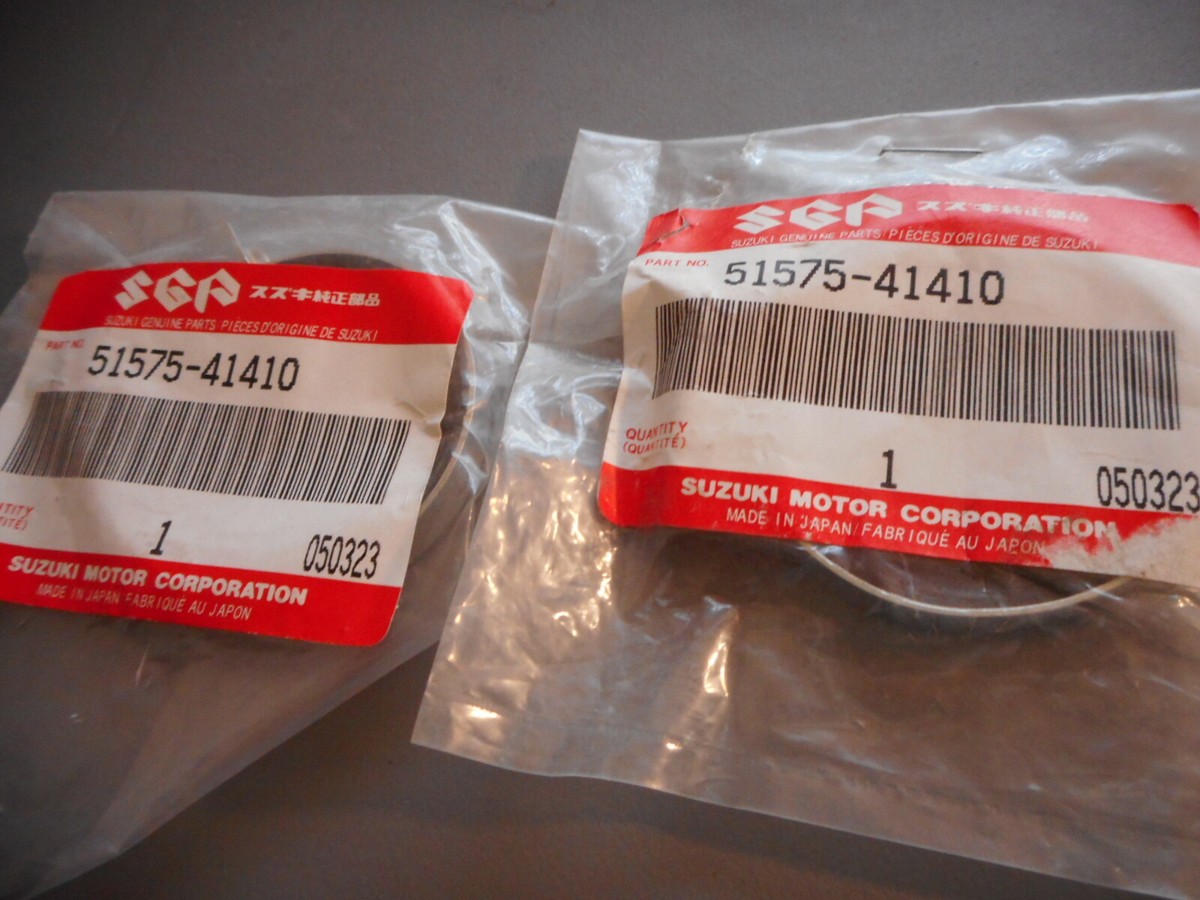 SGP スズキ純正部品
SUZUKI GENUINE PARTS/PIÈCES D'ORIGINE DE SUZUKI
PART NO. 51575-41410
1
050323
SUZUKI MOTOR CORPORATION
MADE IN JAPAN/FABRIQUÉ AU JAPON
SGP スズキ純正部品
SUZUKI GENUINE PARTS/PIÈCES D'ORIGINE DE SUZUKI
PART NO. 51575-41410
QUANTITY
(QUANTITÉ)
1
050323
SUZUKI MOTOR CORPORATION
MADE IN JAPAN/FABRIQUÉ AU JAPON